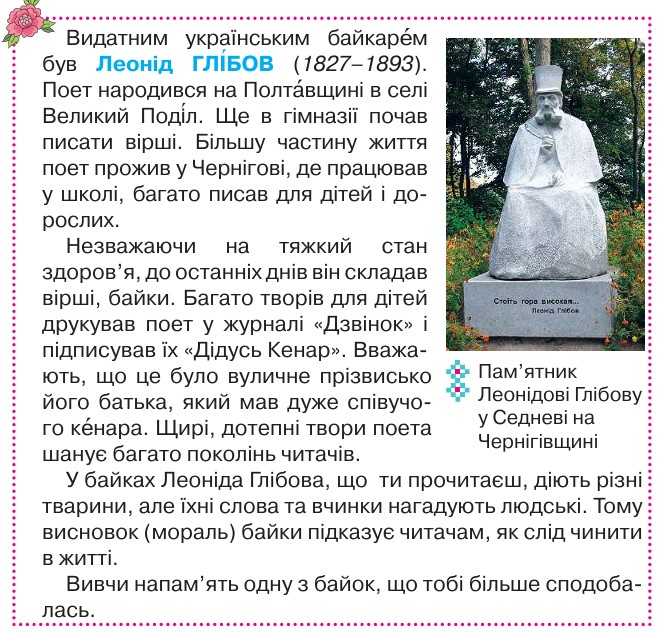 Видатним українським байкаре́м
був Леонід ГЛІ́БОВ (1827–1893).
Поет народився на Полта́вщині в селі
Великий Поді́л. Ще в гімназії почав
писати вірші. Більшу частину життя
поет прожив у Чернігові, де працював
у школі, багато писав для дітей і до-
рослих.
Незважаючи на тяжкий стан
здоров’я, до останніх днів він складав
вірші, байки. Багато творів для дітей
друкував поет у журналі «Дзвінок» і
підписував їх «Дідусь Кенар». Вважа-
ють, що це було вуличне прізвисько
його батька, який мав дуже співучо-
го ке́нара. Щирі, дотепні твори поета
шанує багато поколінь читачів.
Стоїть гора високая...
Леонід Глібов
Пам’ятник
Леонідові Глібову
у Седневі на
Чернігівщині
У байках Леоніда Глібова, що ти прочитаєш, діють різні
тварини, але їхні слова та вчинки нагадують людські. Тому
висновок (мораль) байки підказує читачам, як слід чинити
в житті.
Вивчи напам’ять одну з байок, що тобі більше сподоба-
лась.